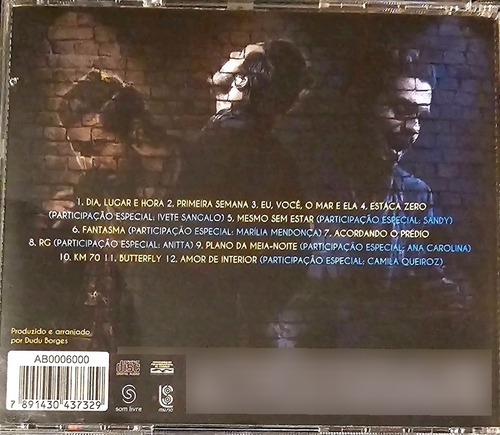 1. DIA, LUGAR E HORA 2. PRIMEIRA SEMANA 3. EU, VOCÊ, O MAR E ELA 4. ESTACA ZERO
(PARTICIPAÇÃO ESPECIAL: IVETE SANGALO) 5. MESMO SEM ESTAR (PARTICIPAÇÃO ESPECIAL: SANDY)
6. FANTASMA (PARTICIPAÇÃO ESPECIAL: MARÍLIA MENDONÇA) 7. ACORDANDO O PRÉDIO
8. RG (PARTICIPAÇÃO ESPECIAL: ANITTA) 9. PLANO DA MEIA-NOITE (PARTICIPAÇÃO ESPECIAL: ANA CAROLINA)
10. KM 70 11. BUTTERFLY 12. AMOR DE INTERIOR (PARTICIPAÇÃO ESPECIAL: CAMILA QUEIROZ)
Produzido e arranjado
por Dudu Borges
AB0006000
7 891430 437329
disc
som livre